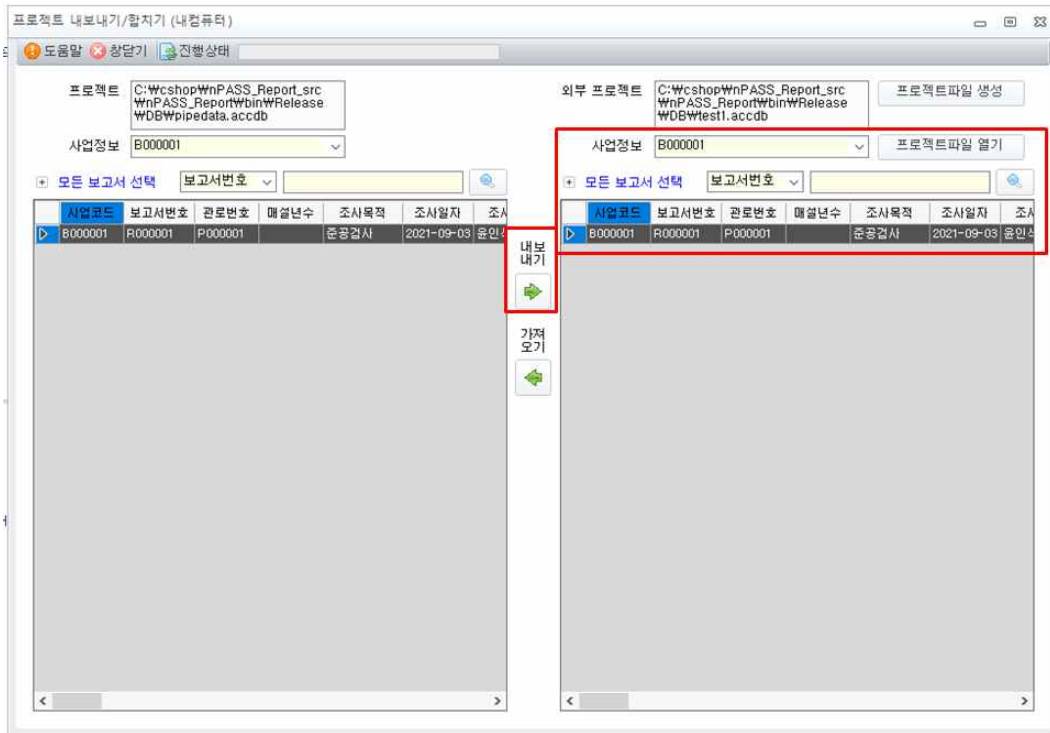 프로젝트 내보내기/합치기 (내컴퓨터)
도움말 창닫기 진행상태
프로젝트 C:₩cshop₩nPASS_Report_src
₩nPASS_Report₩bin₩Release
₩DB₩pipedata.accdb
사업정보 B000001
모든 보고서 선택 보고서번호
사업코드 보고서번호 관로번호 매설년수 조사목적 조사일자
B000001 R000001 P000001 준공검사 2021-09-03
내보
내기
가져
오기
외부 프로젝트 C:₩cshop₩nPASS_Report_src
₩nPASS_Report₩bin₩Release
₩DB₩test1.accdb
프로젝트파일 생성
사업정보 B000001 프로젝트파일 열기
모든 보고서 선택 보고서번호
사업코드 보고서번호 관로번호 매설년수 조사목적 조사일자
B000001 R000001 P000001 준공검사 2021-09-03